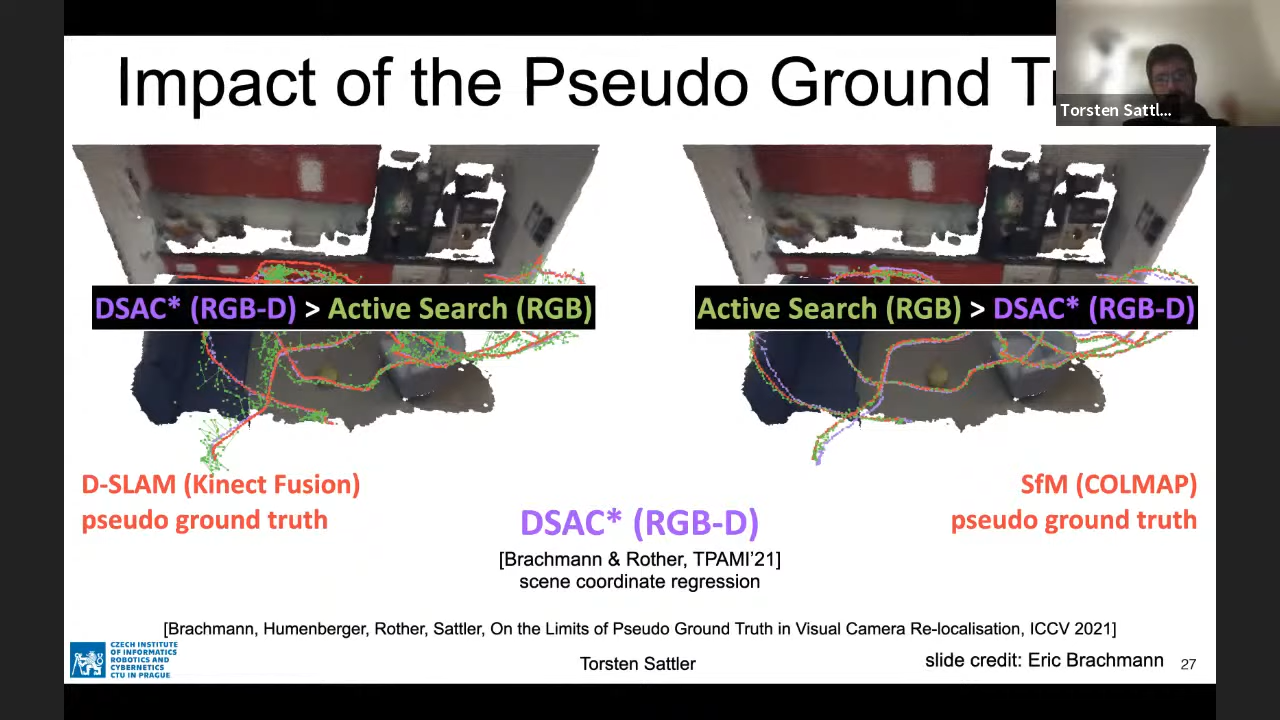 Impact of the Pseudo Ground T
Torsten Sattl...
DSAC* (RGB-D) > Active Search (RGB)
Active Search (RGB) > DSAC* (RGB-D)
D-SLAM (Kinect Fusion)
pseudo ground truth
SfM (COLMAP)
pseudo ground truth
DSAC* (RGB-D)
[Brachmann & Rother, TPAMI'21]
scene coordinate regression
[Brachmann, Humenberger, Rother, Sattler, On the Limits of Pseudo Ground Truth in Visual Camera Re-localisation, ICCV 2021]
CZECH INSTITUTE
OF INFORMATICS
ROBOTICS AND
CYBERNETICS
CTU IN PRAGUE
Torsten Sattler
slide credit: Eric Brachmann
27